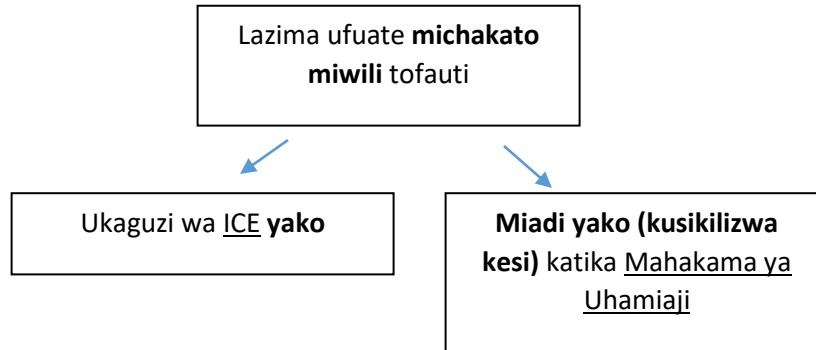 Lazima ufuate michakato
miwili tofauti
Ukaguzi wa ICE yako
Miadi yako (kusikilizwa
kesi) katika Mahakama ya
Uhamiaji